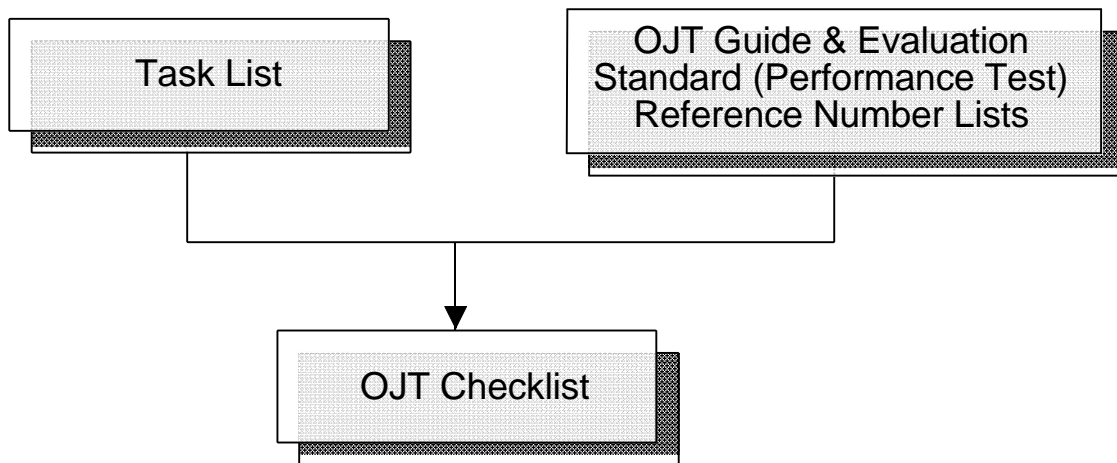 Task List
OJT Guide & Evaluation
Standard (Performance Test)
Reference Number Lists
OJT Checklist